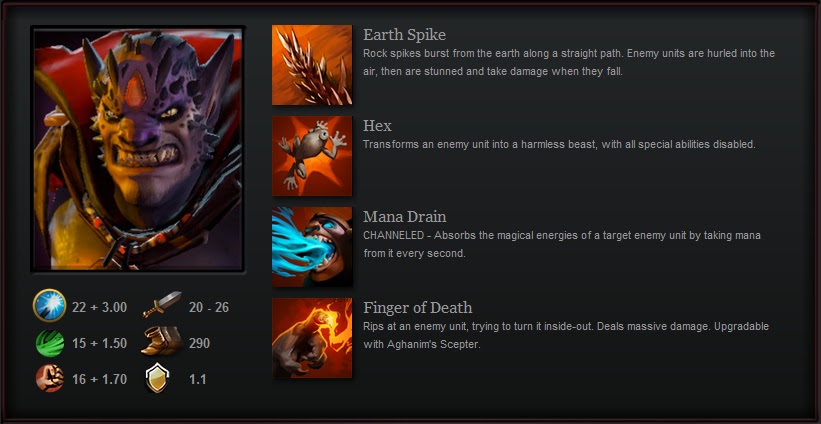 Earth Spike
Rock spikes burst from the earth along a straight path. Enemy units are hurled into the
air, then are stunned and take damage when they fall.
Hex
Transforms an enemy unit into a harmless beast, with all special abilities disabled.
Mana Drain
CHANNELED - Absorbs the magical energies of a target enemy unit by taking mana
from it every second.
Finger of Death
Rips at an enemy unit, trying to turn it inside-out. Deals massive damage. Upgradable
with Aghanim's Scepter.
22 + 3.00 20 - 26
15 + 1.50 290
16 + 1.70 1.1